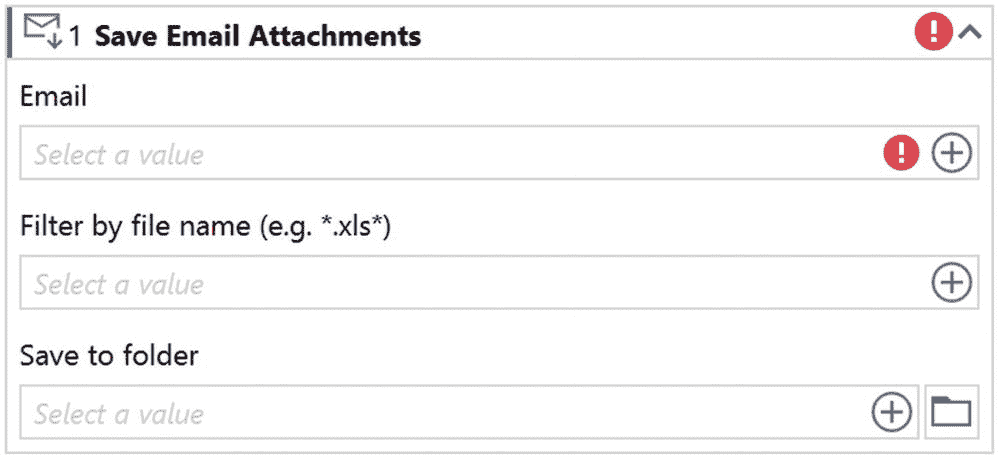 1 Save Email Attachments
Email
Select a value
Filter by file name (e.g. *.xls*)
Select a value
Save to folder
Select a value